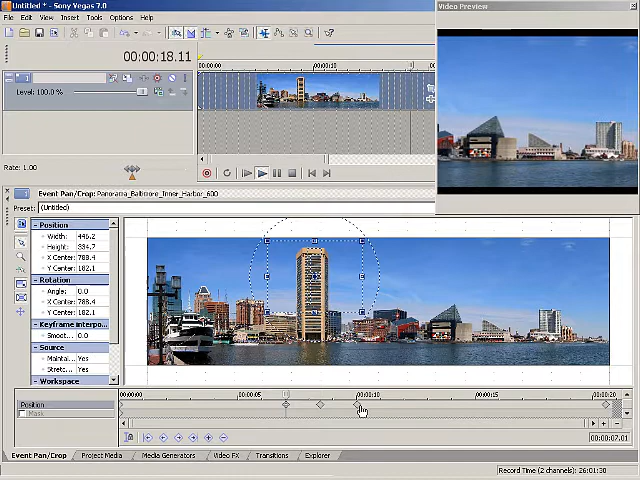 Untitled * - Sony Vegas 7.0
File Edit View Insert Tools Options Help
Video Preview
00:00:18.11
00:00:00 00:00:10
Level: 100.0 %
Rate: 1.00
Event Pan/Crop: Panorama_Baltimore_Inner_Harbor_600
Preset: (Untitled)
Position
Width: 446.2
Height: 334.7
X Center: 788.4
Y Center: 182.1
Rotation
Angle: 0.0
X Center: 788.4
Y Center: 182.1
Keyframe interpo...
Smoot... 0.0
Source
Maintai... Yes
Stretc... Yes
Workspace
00:00:00 00:00:05 00:00:10 00:00:15 00:00:20
Position
Mask
00:00:07.01
Event Pan/Crop Project Media Media Generators Video FX Transitions Explorer
Record Time (2 channels): 26:01:30